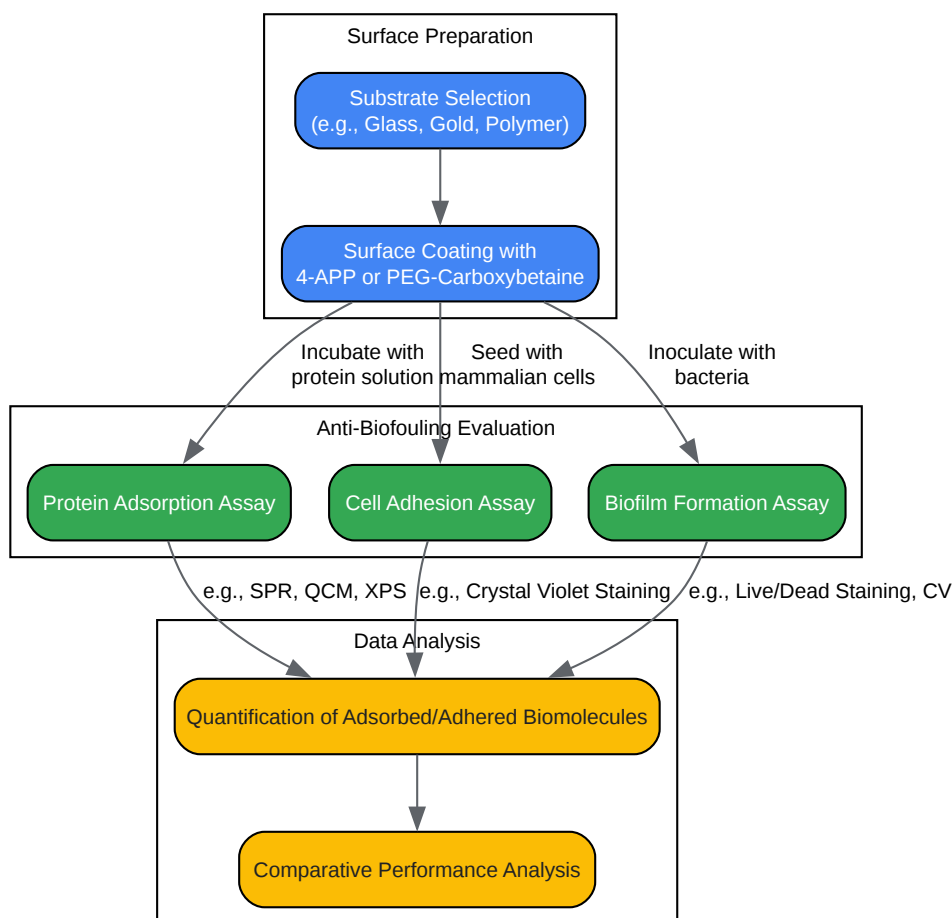 Surface Preparation
Substrate Selection
(e.g., Glass, Gold, Polymer)
Surface Coating with
4-APP or PEG-Carboxybetaine
Incubate with
protein solution
Seed with
mammalian cells
Inoculate with
bacteria
Anti-Biofouling Evaluation
Protein Adsorption Assay
Cell Adhesion Assay
Biofilm Formation Assay
e.g., SPR, QCM, XPS
e.g., Crystal Violet Staining
e.g., Live/Dead Staining, CV
Data Analysis
Quantification of Adsorbed/Adhered Biomolecules
Comparative Performance Analysis